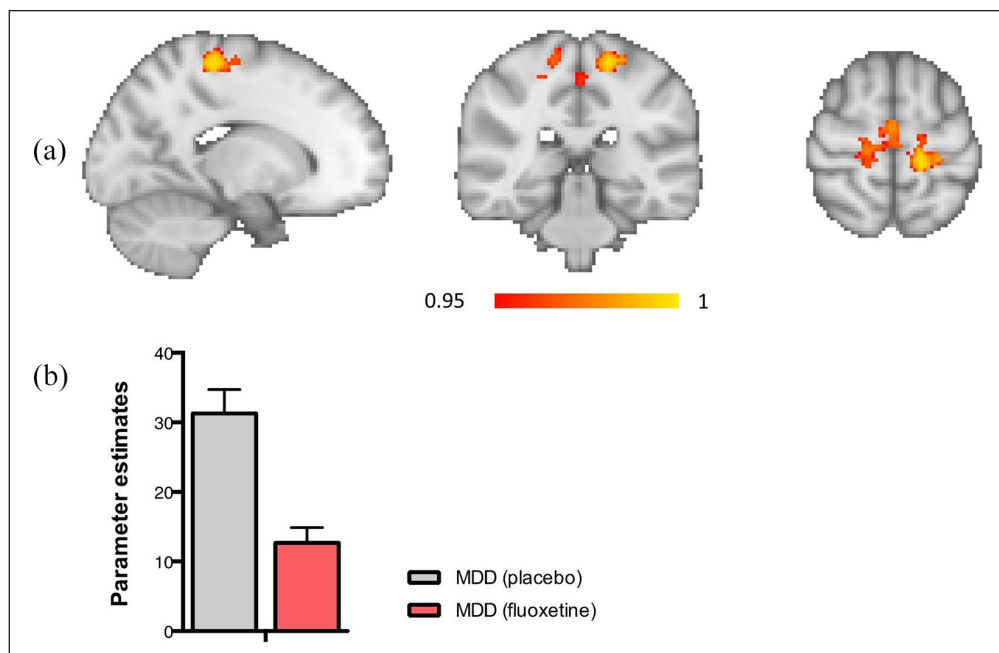 (a)
0.95 1
(b)
40
30
20
10
0
Parameter estimates
MDD (placebo)
MDD (fluoxetine)